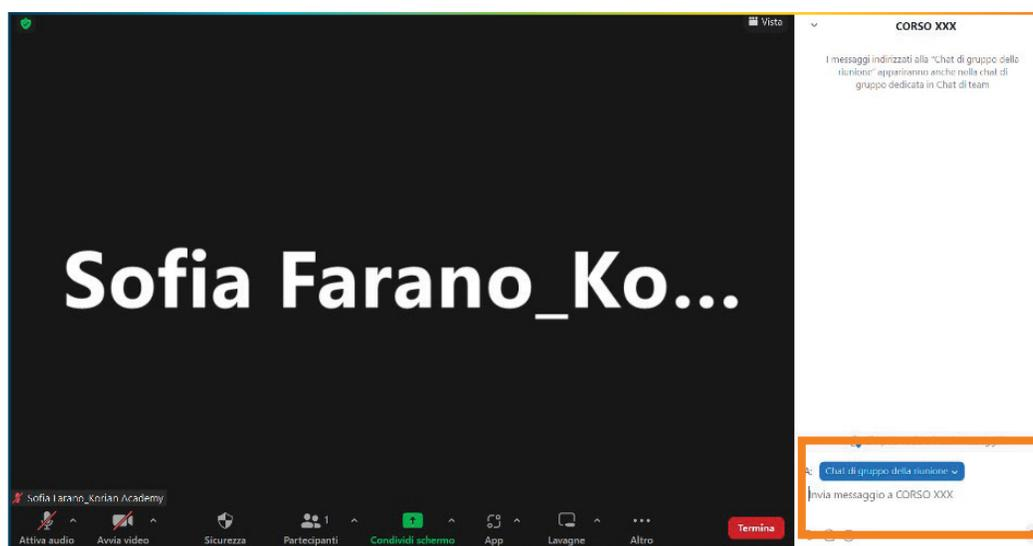 Vista
CORSO XXX
I messaggi indirizzati alla "Chat di gruppo della
riunione" appariranno anche nella chat di
gruppo dedicata in Chat di team
Sofia Farano_Ko...
A: Chat di gruppo della riunione
Invia messaggio a CORSO XXX
Sofia Farano_Korian Academy
1
Attiva audio
Avvia video
Sicurezza
Partecipanti
Condividi schermo
App
Lavagne
Altro
Termina